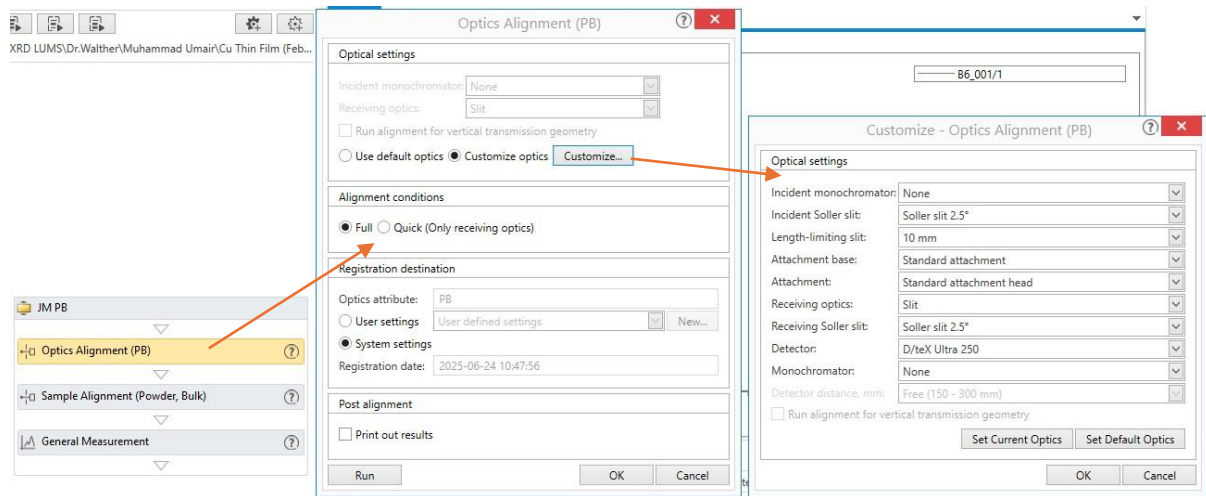 XRD LUMS\Dr.Walther\Muhammad Umair\Cu Thin Film (Feb...
JM PB
Optics Alignment (PB)
Sample Alignment (Powder, Bulk)
General Measurement
Optics Alignment (PB)
Optical settings
Incident monochromator: None
Receiving optics: Slit
Run alignment for vertical transmission geometry
Use default optics Customize optics Customize...
Alignment conditions
Full Quick (Only receiving optics)
Registration destination
Optics attribute: PB
User settings User defined settings New...
System settings
Registration date: 2025-06-24 10:47:56
Post alignment
Print out results
Run OK Cancel
B6_001/1
Customize - Optics Alignment (PB)
Optical settings
Incident monochromator: None
Incident Soller slit: Soller slit 2.5°
Length-limiting slit: 10 mm
Attachment base: Standard attachment
Attachment: Standard attachment head
Receiving optics: Slit
Receiving Soller slit: Soller slit 2.5°
Detector: D/teX Ultra 250
Monochromator: None
Detector distance, mm: Free (150 - 300 mm)
Run alignment for vertical transmission geometry
Set Current Optics Set Default Optics
OK Cancel